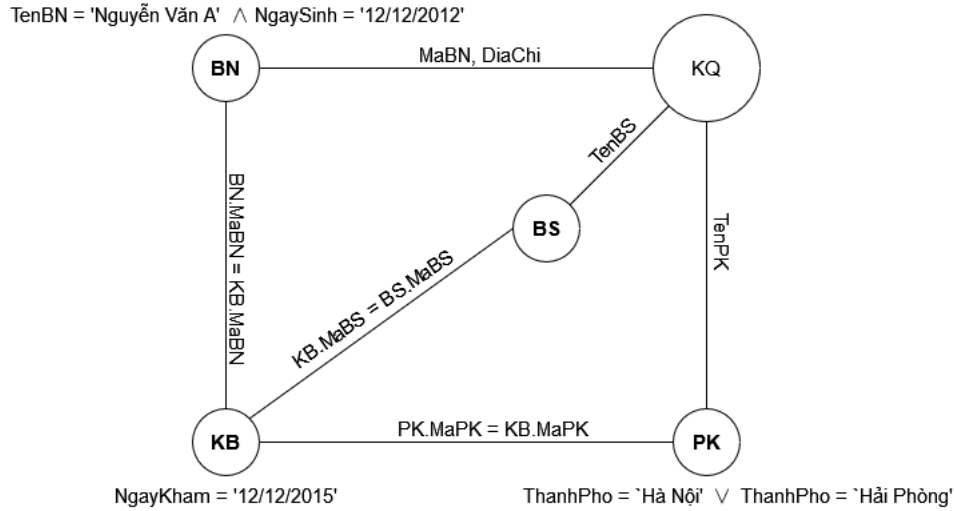 TenBN = 'Nguyễn Văn A' ∧ NgaySinh = '12/12/2012'
BN
MaBN, DiaChi
KQ
TenBS
BS
BN.MaBN = KB.MaBN
TenPK
KB.MaBS = BS.MaBS
KB
PK.MaPK = KB.MaPK
PK
NgayKham = '12/12/2015'
ThanhPho = `Hà Nội' ∨ ThanhPho = `Hải Phòng'